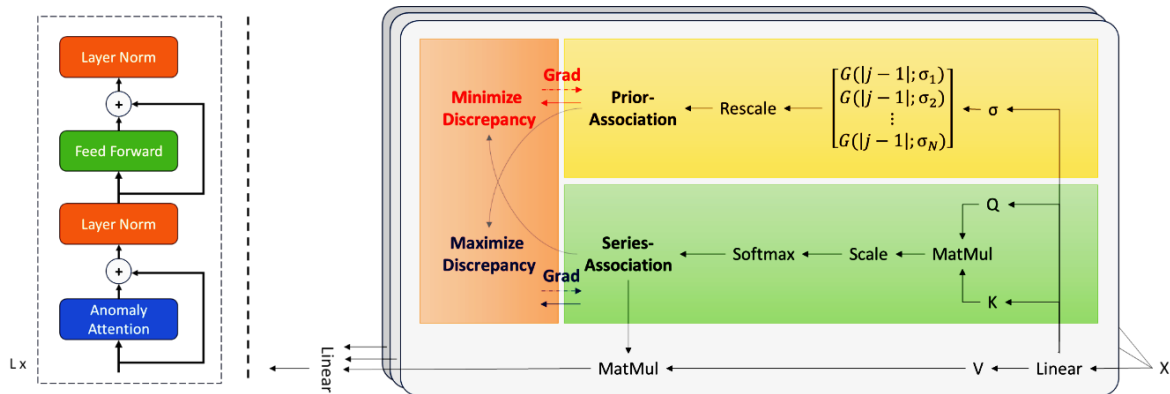 Layer Norm
+
Feed Forward
Layer Norm
+
Anomaly
Attention
L x
Grad
Minimize
Discrepancy
Prior-
Association
Rescale
G(|j − 1|; σ₁)
G(|j − 1|; σ₂)
⋮
G(|j − 1|; σ_N)
σ
Maximize
Discrepancy
Grad
Series-
Association
Softmax
Scale
MatMul
Q
K
Linear
MatMul
V
Linear
X